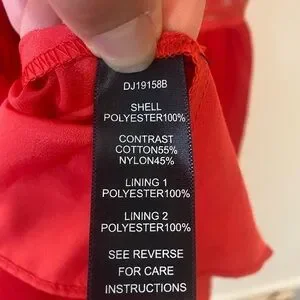 DJ19158B
SHELL
POLYESTER100%
CONTRAST
COTTON55%
NYLON45%
LINING 1
POLYESTER100%
LINING 2
POLYESTER100%
SEE REVERSE
FOR CARE
INSTRUCTIONS